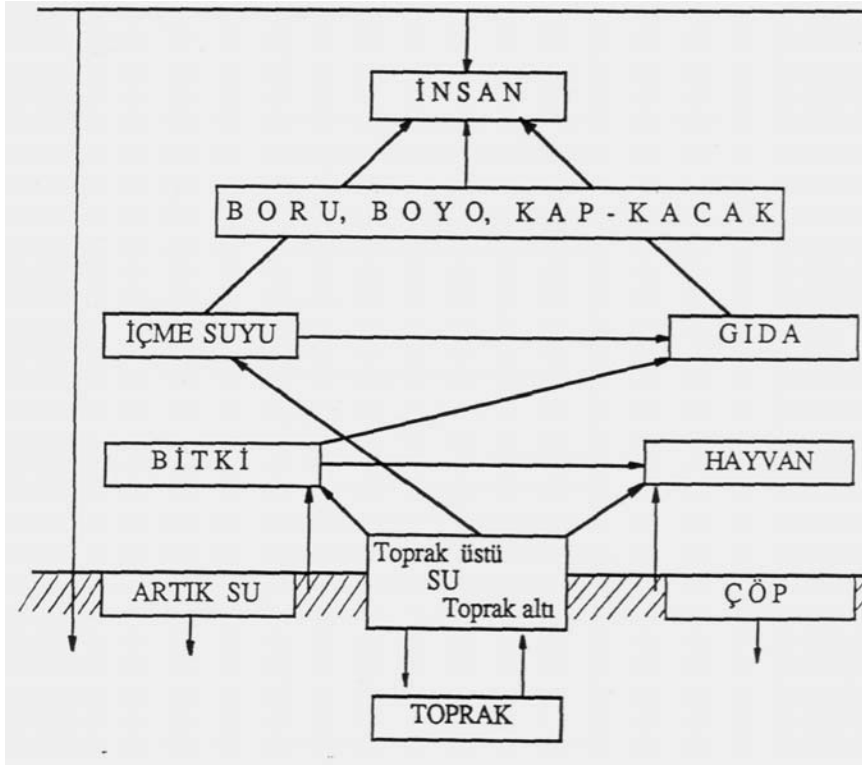 İNSAN
BORU, BOYO, KAP-KACAK
İÇME SUYU
GIDA
BİTKİ
HAYVAN
Toprak üstü
SU
Toprak altı
ARTIK SU
ÇÖP
TOPRAK